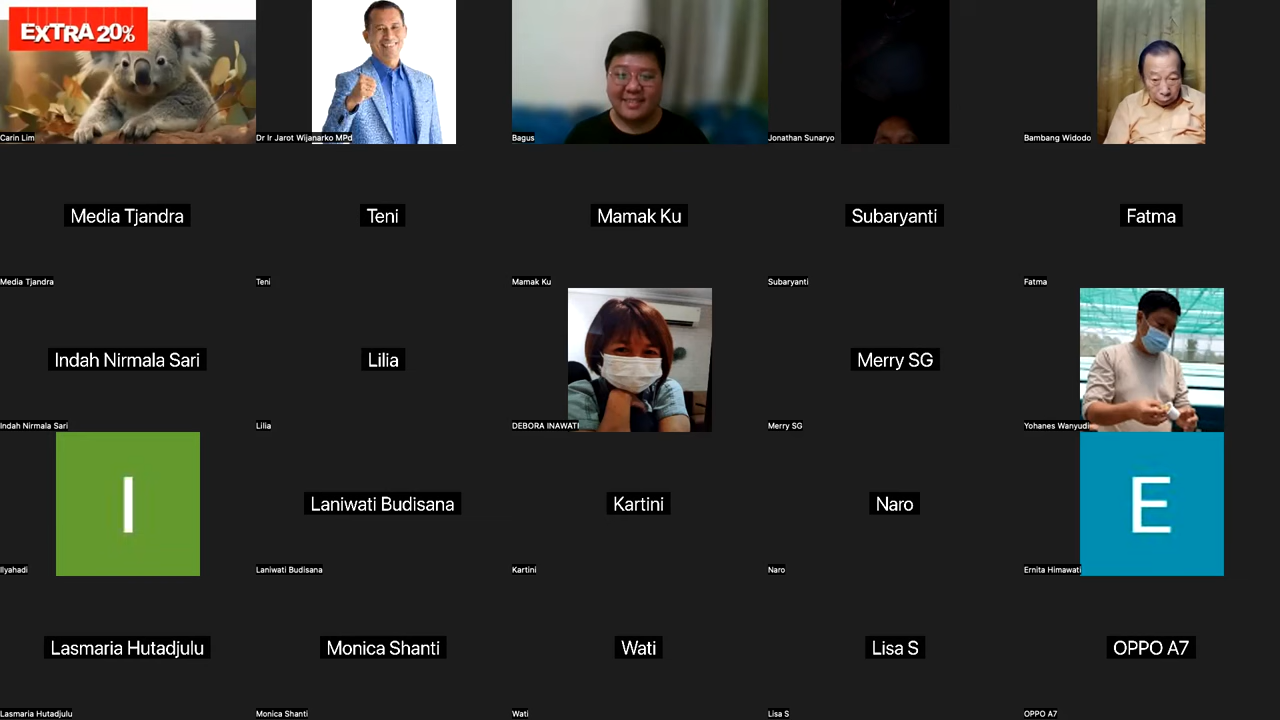 EXTRA 20%
Carin Lim
Dr Ir Jarot Wijanarko MPd
Bagus
Jonathan Sunaryo
Bambang Widodo
Media Tjandra
Teni
Mamak Ku
Subaryanti
Fatma
Media Tjandra
Teni
Mamak Ku
Subaryanti
Fatma
Indah Nirmala Sari
Lilia
Merry SG
Indah Nirmala Sari
Lilia
DEBORA INAWATI
Merry SG
Yohanes Wanyudi
I
Laniwati Budisana
Kartini
Naro
E
Ilyahadi
Laniwati Budisana
Kartini
Naro
Ernita Himawati
Lasmaria Hutadjulu
Monica Shanti
Wati
Lisa S
OPPO A7
Lasmaria Hutadjulu
Monica Shanti
Wati
Lisa S
OPPO A7